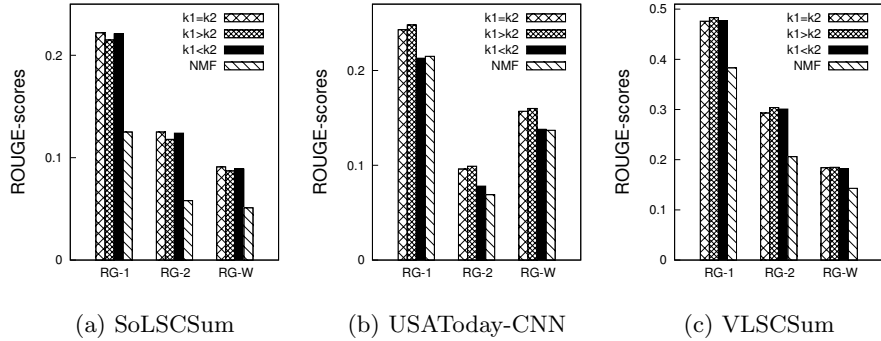 ROUGE-scores
0.2
0.1
0
k1=k2
k1>k2
k1<k2
NMF
RG-1 RG-2 RG-W
(a) SoLSCSum
ROUGE-scores
0.2
0.1
0
k1=k2
k1>k2
k1<k2
NMF
RG-1 RG-2 RG-W
(b) USAToday-CNN
ROUGE-scores
0.5
0.4
0.3
0.2
0.1
0
k1=k2
k1>k2
k1<k2
NMF
RG-1 RG-2 RG-W
(c) VLSCSum